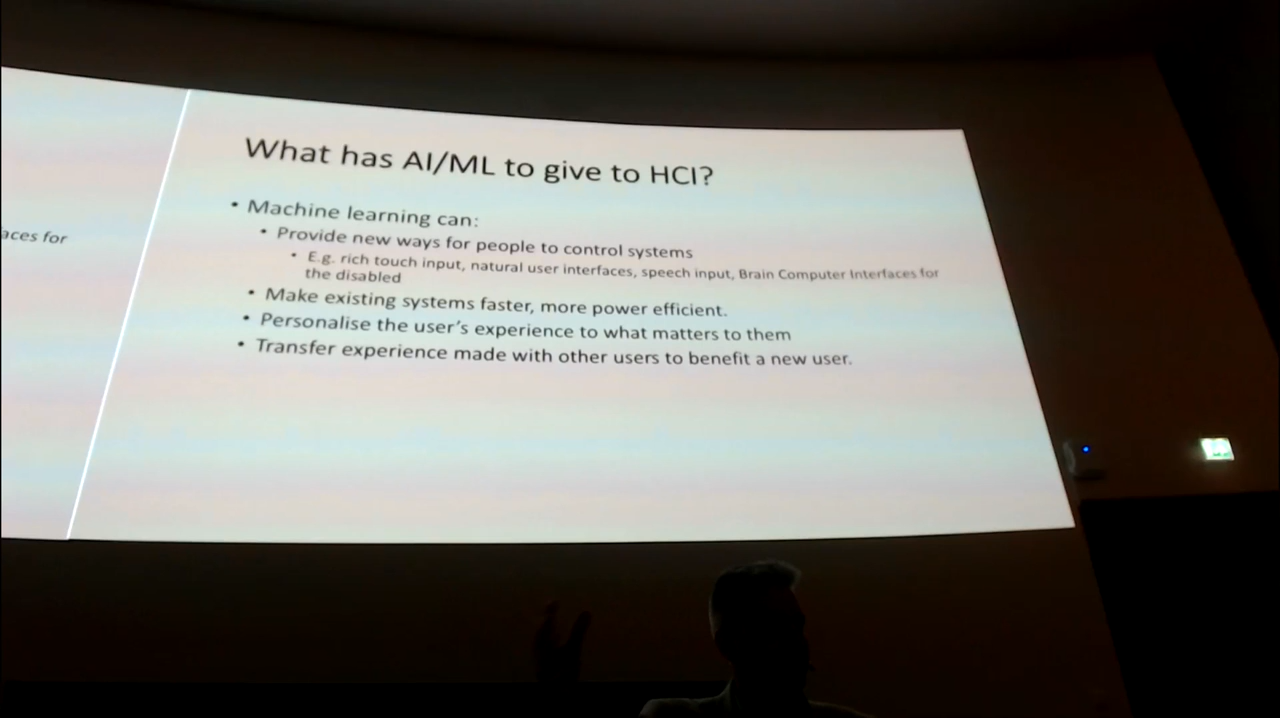 aces for
What has AI/ML to give to HCI?
• Machine learning can:
• Provide new ways for people to control systems
• E.g. rich touch input, natural user interfaces, speech input, Brain Computer Interfaces for
the disabled
• Make existing systems faster, more power efficient.
• Personalise the user's experience to what matters to them
• Transfer experience made with other users to benefit a new user.